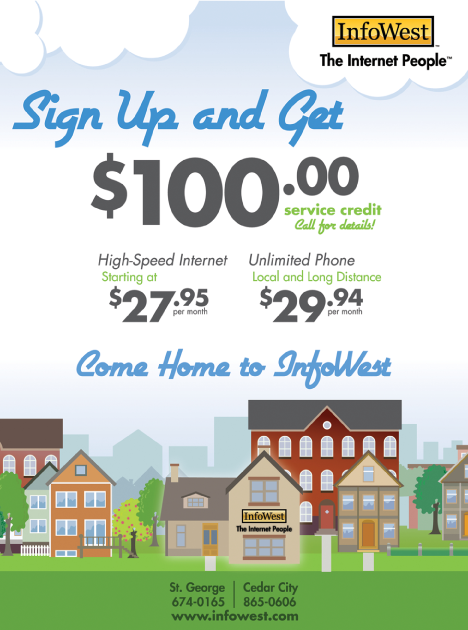 InfoWest
The Internet People™
Sign Up and Get
$100.00
service credit
Call for details!
High-Speed Internet
Starting at
$27.95
per month
Unlimited Phone
Local and Long Distance
$29.94
per month
Come Home to InfoWest
InfoWest
The Internet People
St. George | Cedar City
674-0165 | 865-0606
www.infowest.com